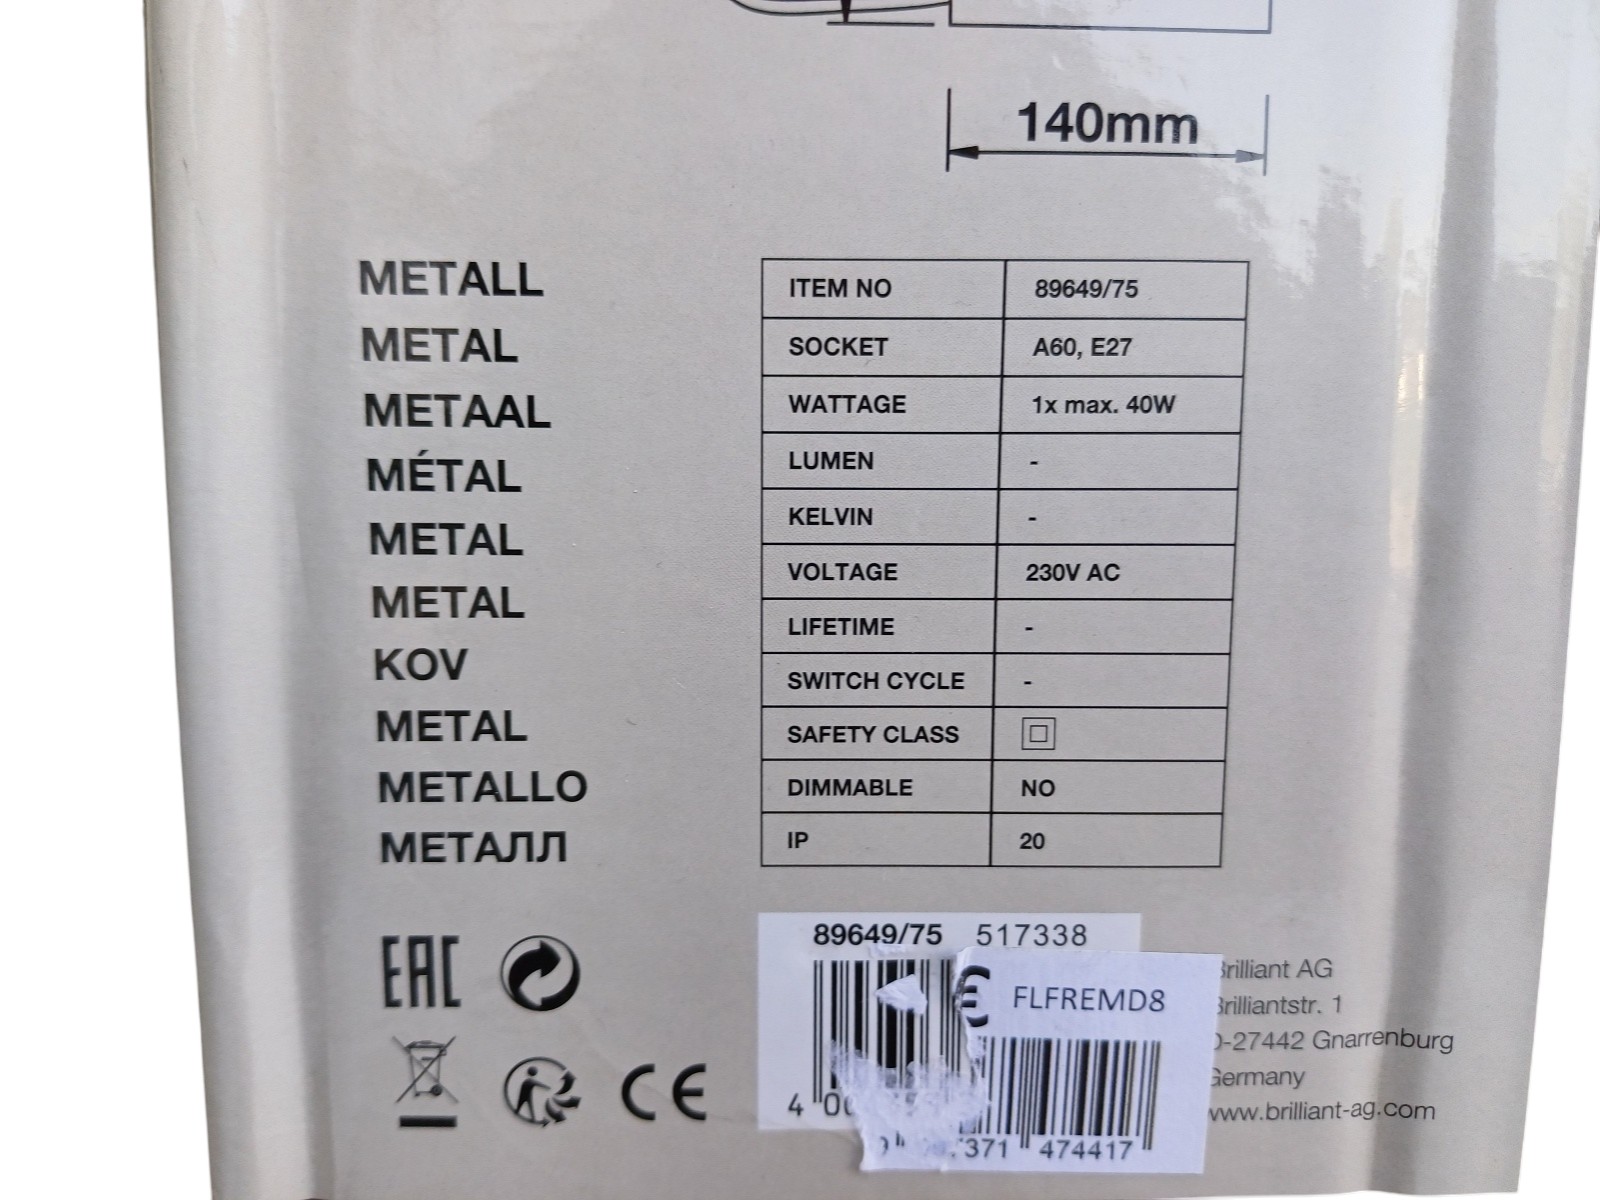 140mm
METALL
METAL
METAAL
MÉTAL
METAL
METAL
KOV
METAL
METALLO
МЕТАЛЛ
ITEM NO 89649/75
SOCKET A60, E27
WATTAGE 1x max. 40W
LUMEN -
KELVIN -
VOLTAGE 230V AC
LIFETIME -
SWITCH CYCLE -
SAFETY CLASS
DIMMABLE NO
IP 20
EAC
CE
89649/75 517338
€ FLFREMD8
4
474417
Brilliant AG
Brilliantstr. 1
D-27442 Gnarrenburg
Germany
www.brilliant-ag.com